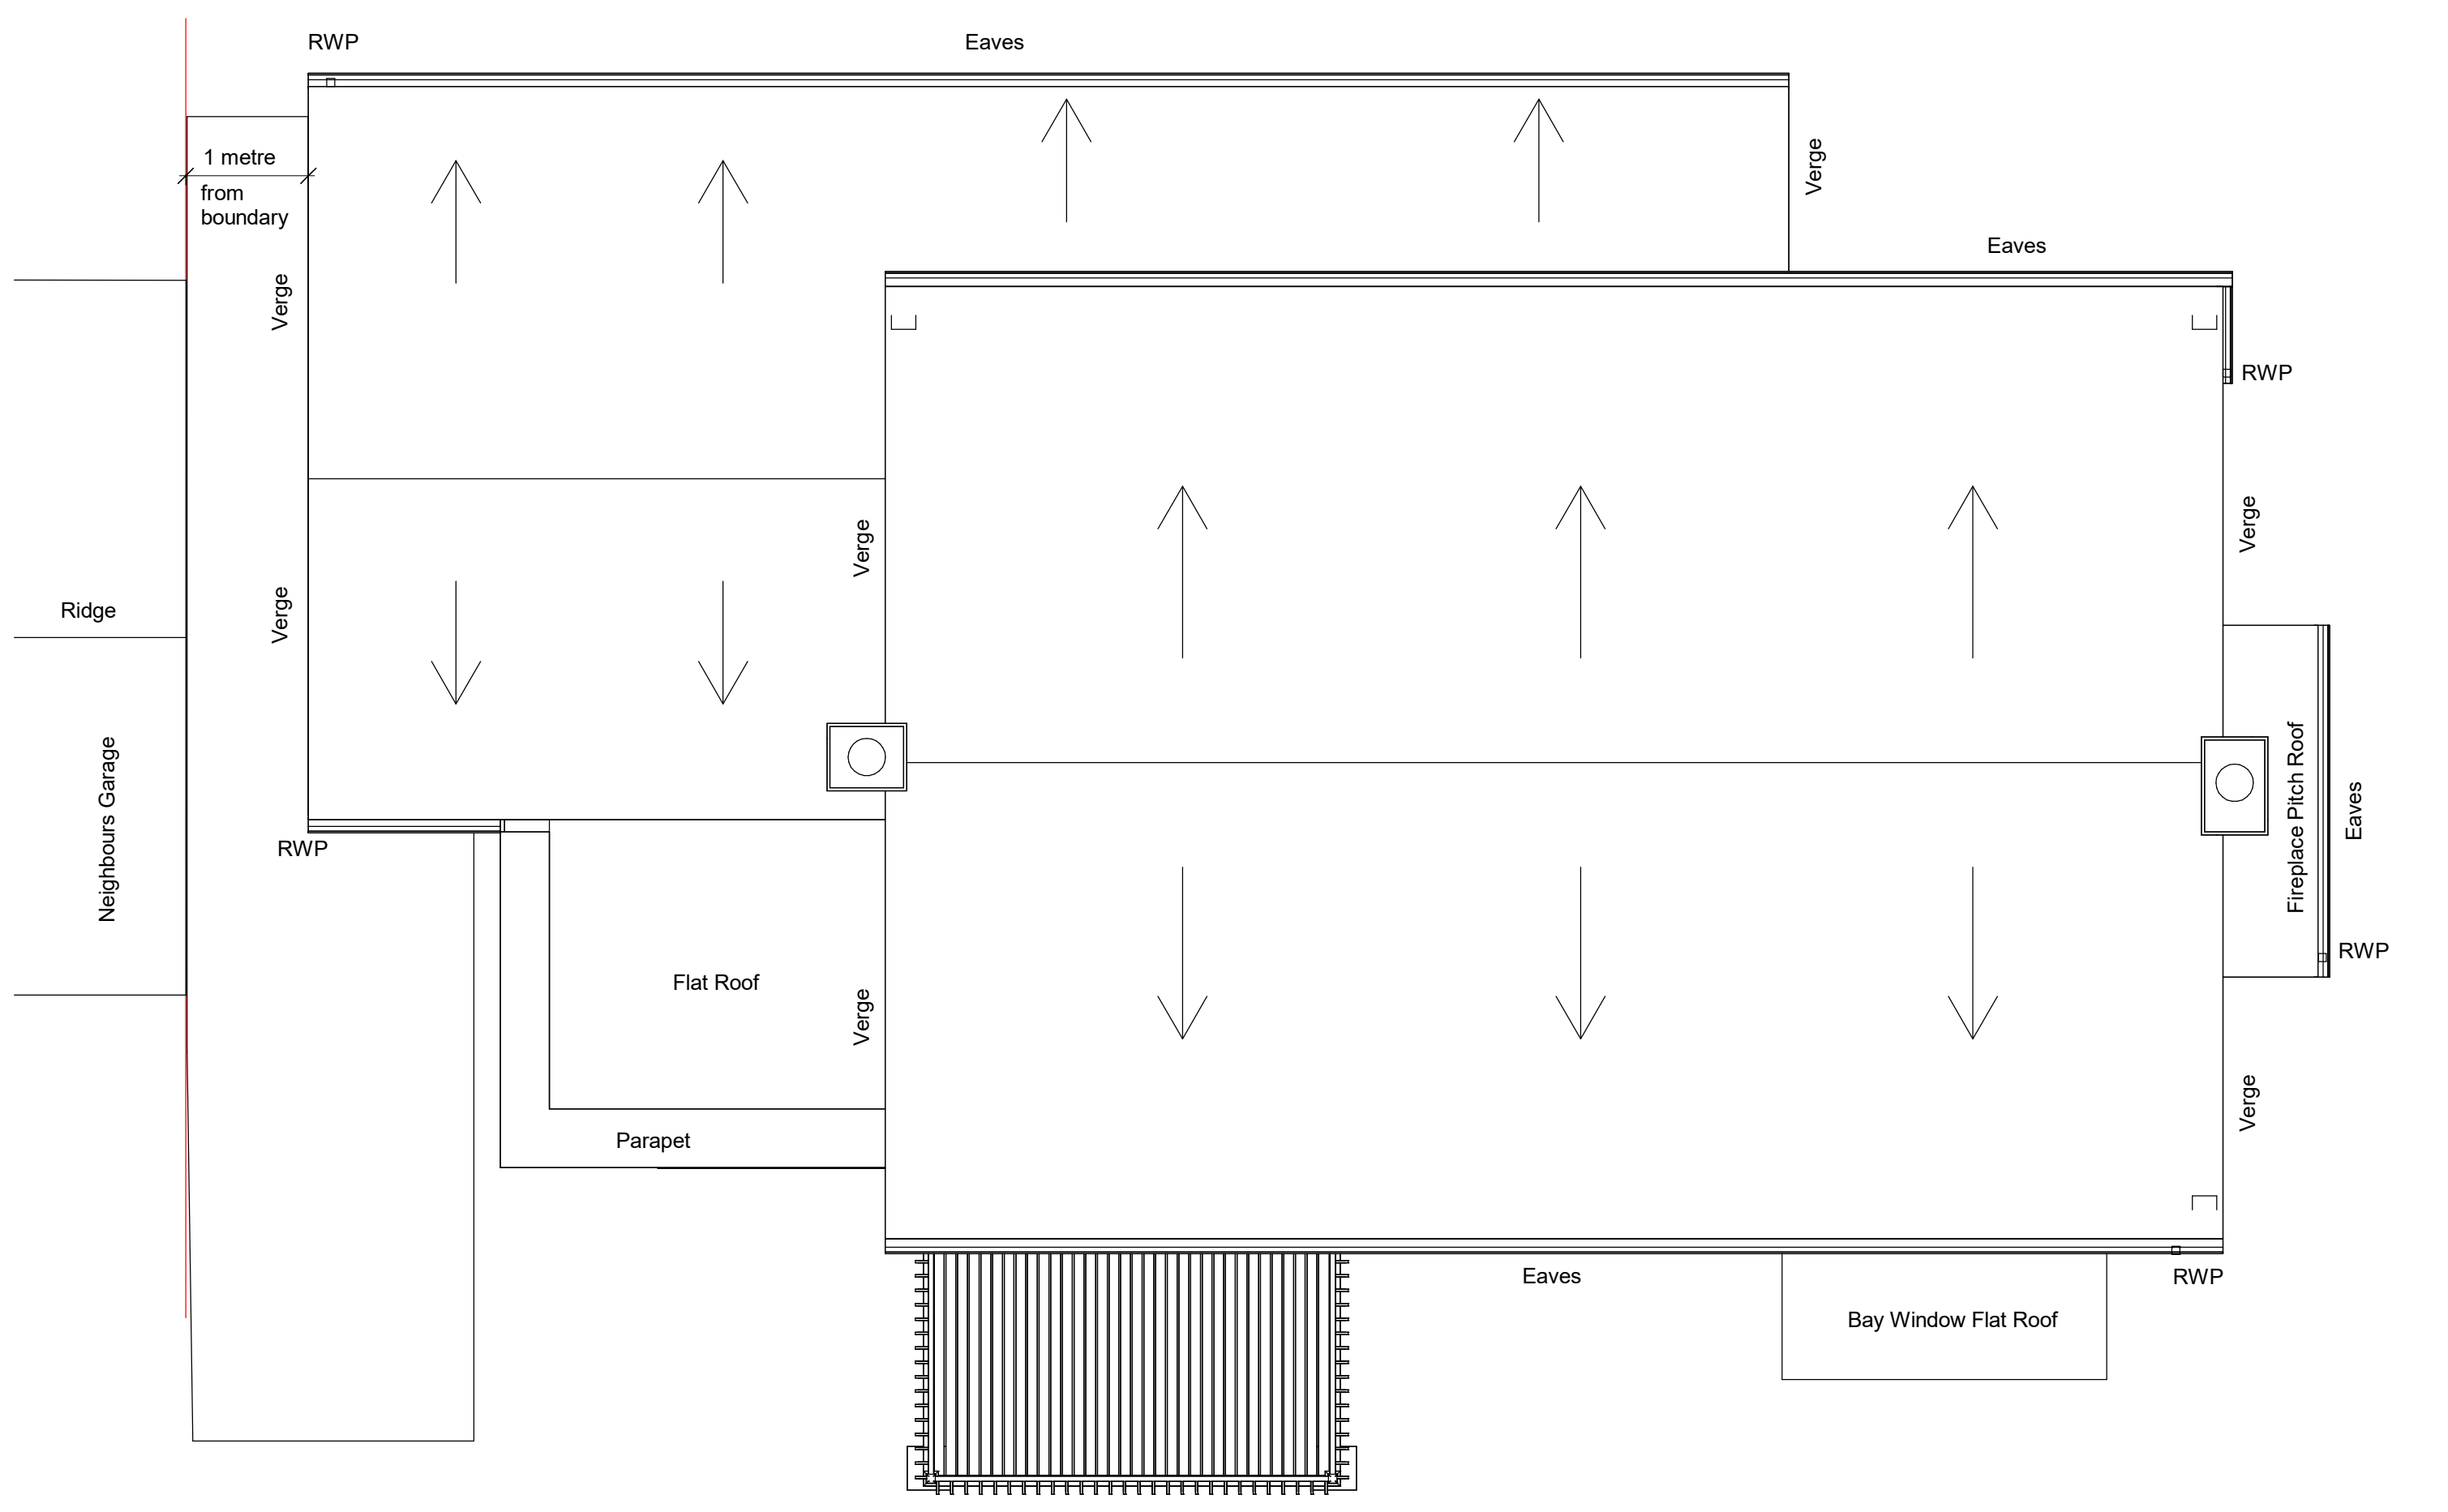 RWP
Eaves
1 metre
from
boundary
Verge
Eaves
Verge
RWP
Verge
Verge
Ridge
Verge
Neighbours Garage
Fireplace Pitch Roof
Eaves
RWP
RWP
Flat Roof
Verge
Verge
Parapet
Eaves
RWP
Bay Window Flat Roof